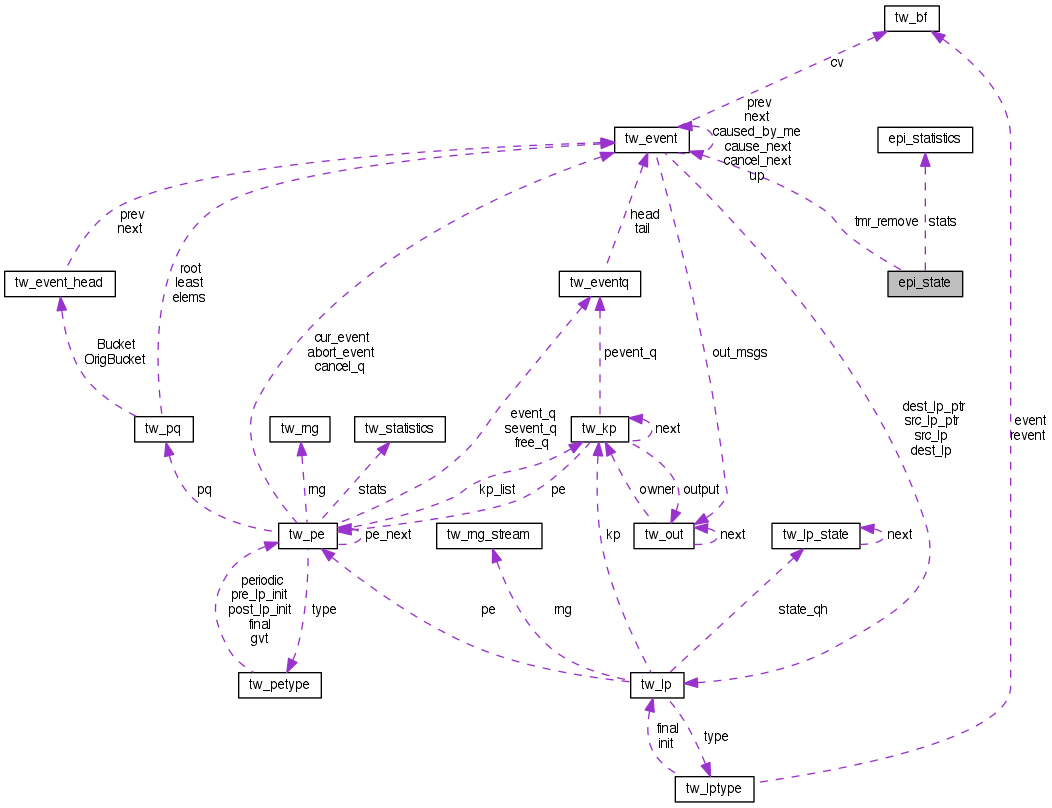 tw_bf
cv
prev
next
caused_by_me
cause_next
cancel_next
up
tw_event
epi_statistics
prev
next
head
tail
tmr_remove
stats
tw_event_head
root
least
elems
tw_eventq
epi_state
Bucket
OrigBucket
cur_event
abort_event
cancel_q
pevent_q
out_msgs
tw_pq
tw_rng
tw_statistics
event_q
sevent_q
free_q
tw_kp
next
dest_lp_ptr
src_lp_ptr
src_lp
dest_lp
event
revent
pq
rng
stats
kp_list
pe
owner
output
tw_pe
pe_next
tw_rng_stream
kp
tw_out
next
tw_lp_state
next
periodic
pre_lp_init
post_lp_init
final
gvt
type
pe
rng
state_qh
tw_petype
tw_lp
final
init
type
tw_lptype